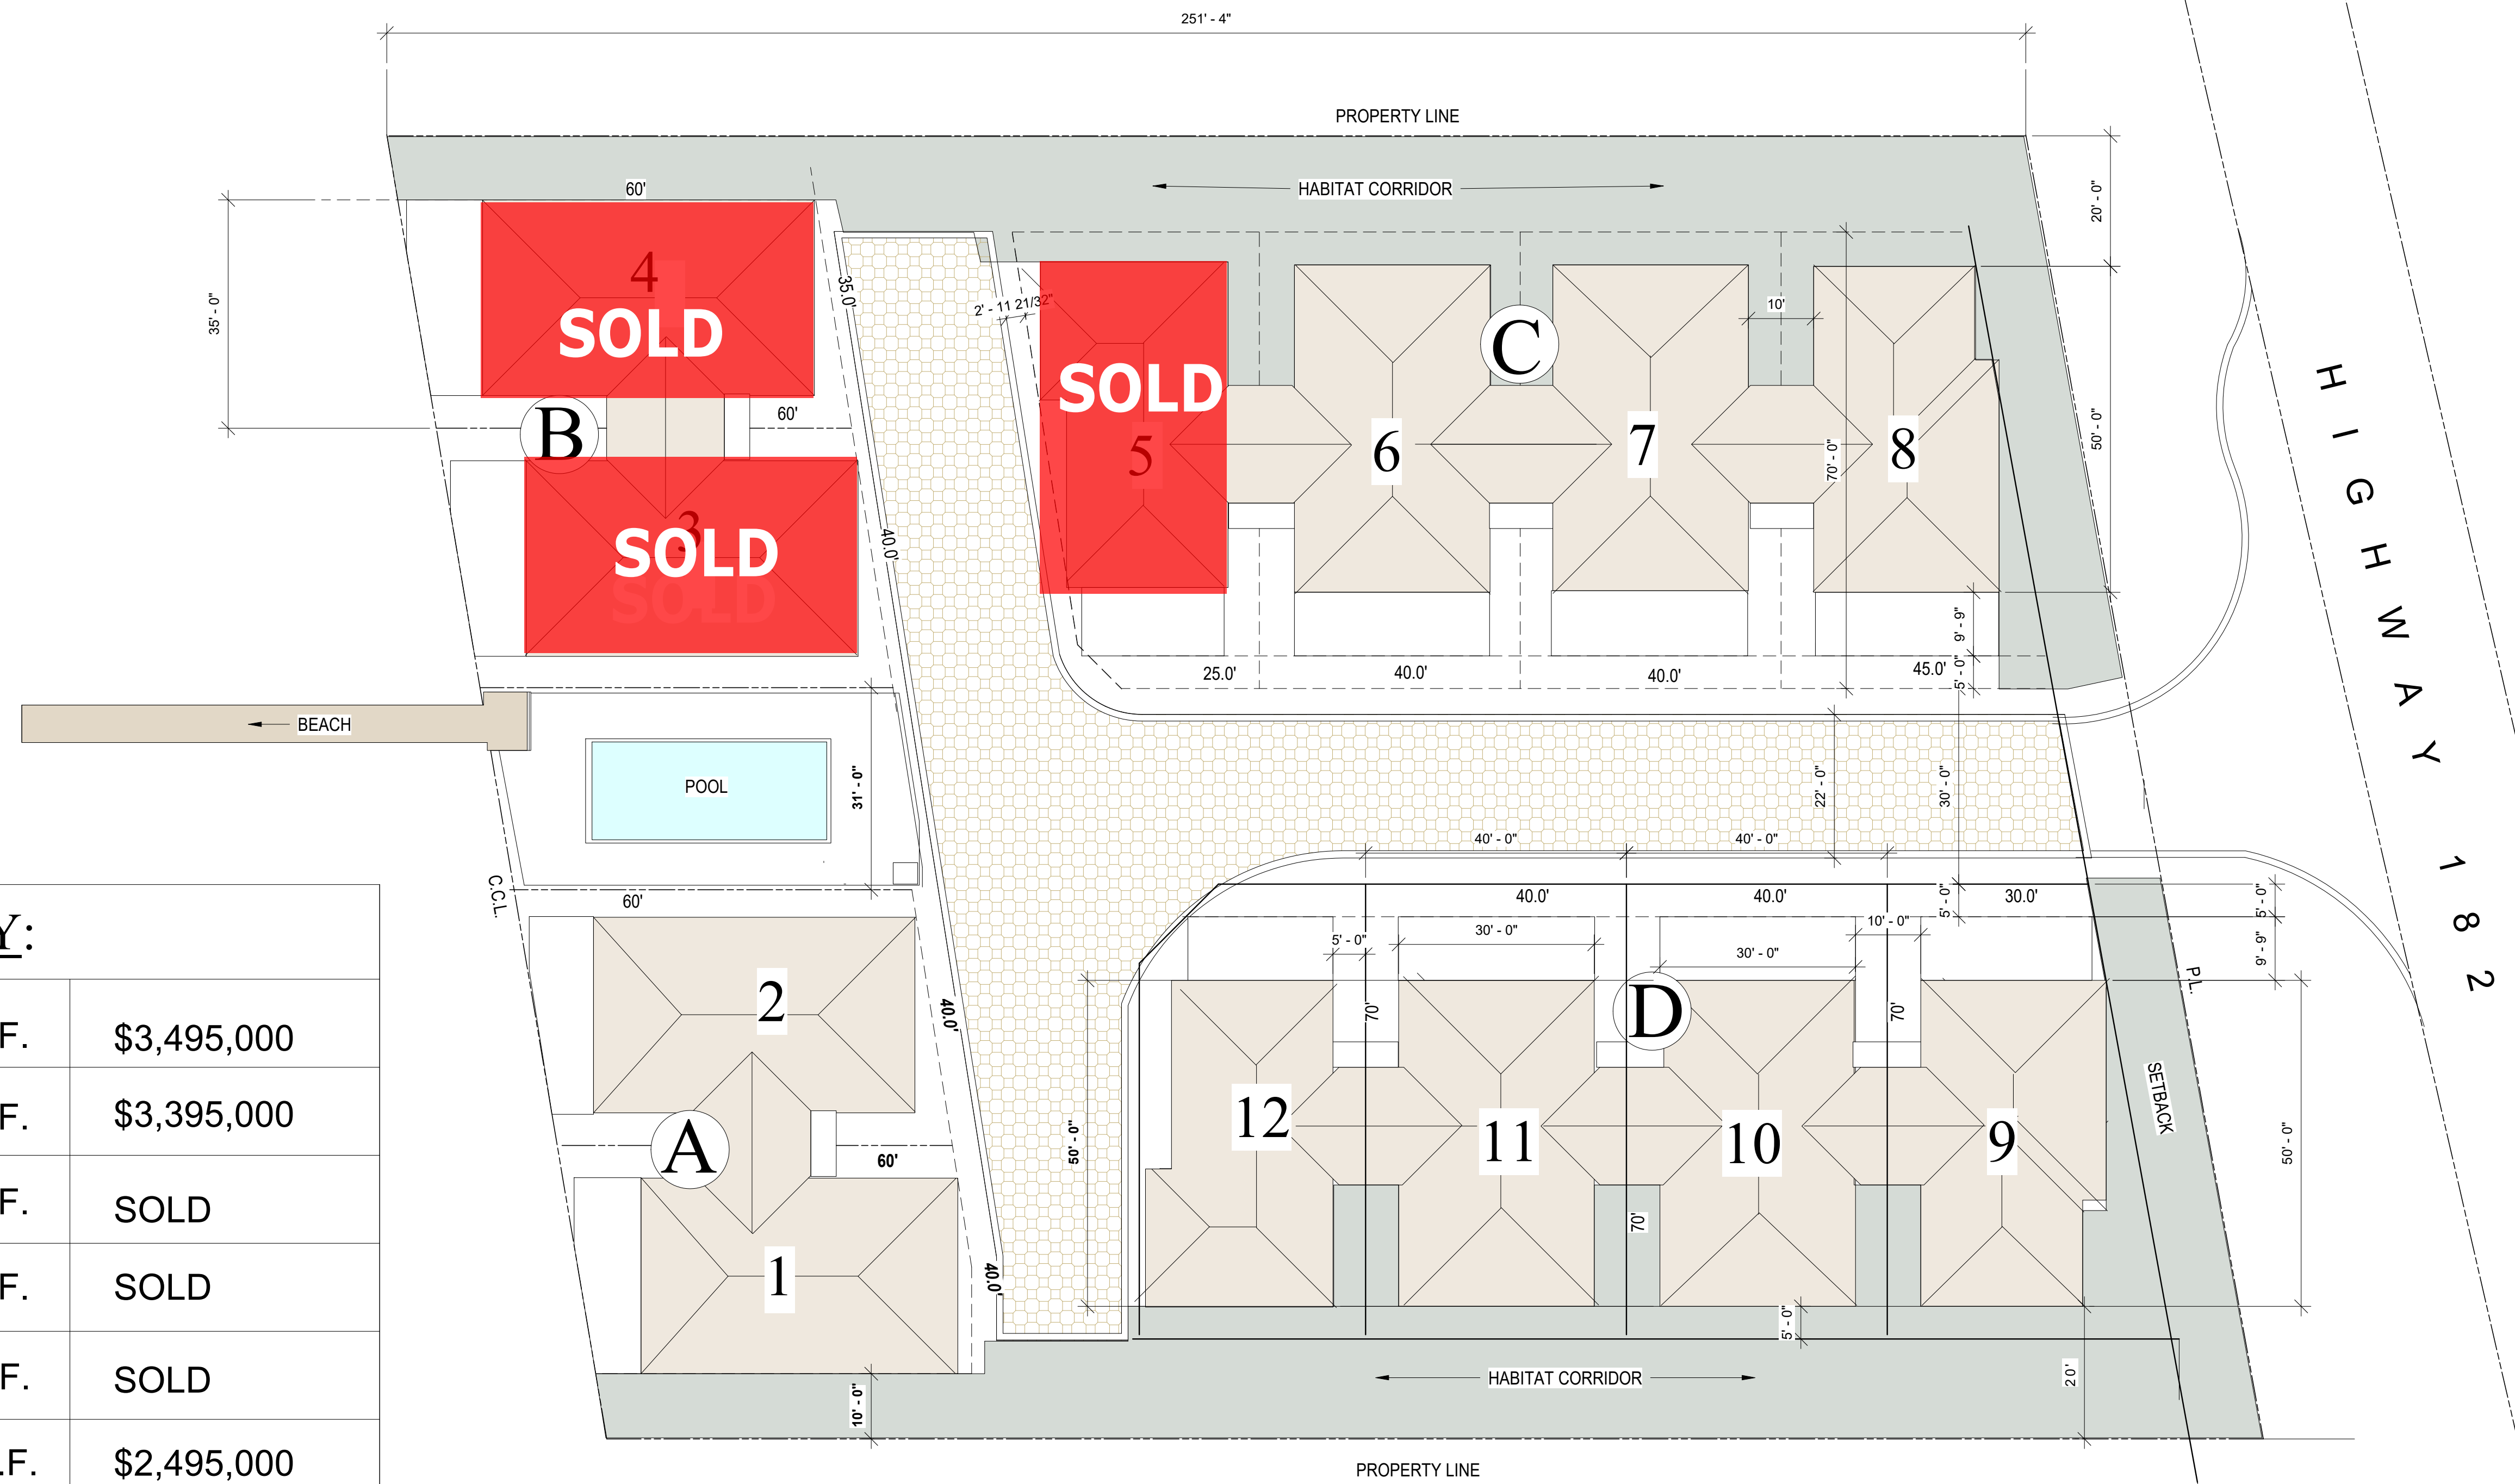 251' - 4"
PROPERTY LINE
HABITAT CORRIDOR
60'
20' - 0"
35' - 0"
4
SOLD
35.0'
2' - 11 21/32"
SOLD
5
C
10'
6
7
8
70' - 0"
50' - 0"
B
60'
3
SOLD
SOLD
40.0'
9' - 9"
5' - 0"
25.0'
40.0'
40.0'
45.0'
HIGHWAY 182
BEACH
POOL
31' - 0"
22' - 0"
30' - 0"
40' - 0"
40' - 0"
C.C.L.
60'
40.0'
40.0'
5' - 0"
30.0'
5' - 0"
5' - 0"
30' - 0"
10' - 0"
30' - 0"
9' - 9"
2
40.0'
70'
D
70'
P.L.
SETBACK
50' - 0"
12
11
10
9
50' - 0"
A
60'
70'
1
40.0'
5' - 0"
10' - 0"
HABITAT CORRIDOR
20'
PROPERTY LINE
Y:
F. $3,495,000
F. $3,395,000
F. SOLD
F. SOLD
F. SOLD
.F. $2,495,000